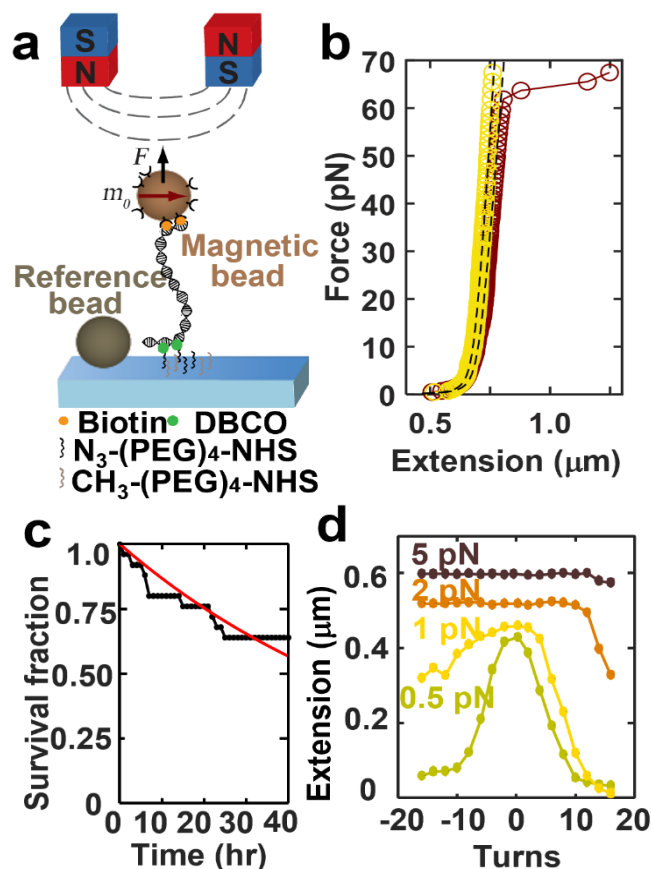 a
S
N
N
S
F
m0
Magnetic
bead
Reference
bead
Biotin DBCO
N3-(PEG)4-NHS
CH3-(PEG)4-NHS
b
70
60
50
40
30
20
10
0
Force (pN)
0.5 1.0
Extension (μm)
c
1.0
0.75
0.50
0.25
0
Survival fraction
0 10 20 30 40
Time (hr)
d
5 pN
2 pN
1 pN
0.5 pN
0.6
0.4
0.2
0
Extension (μm)
-20 -10 0 10 20
Turns